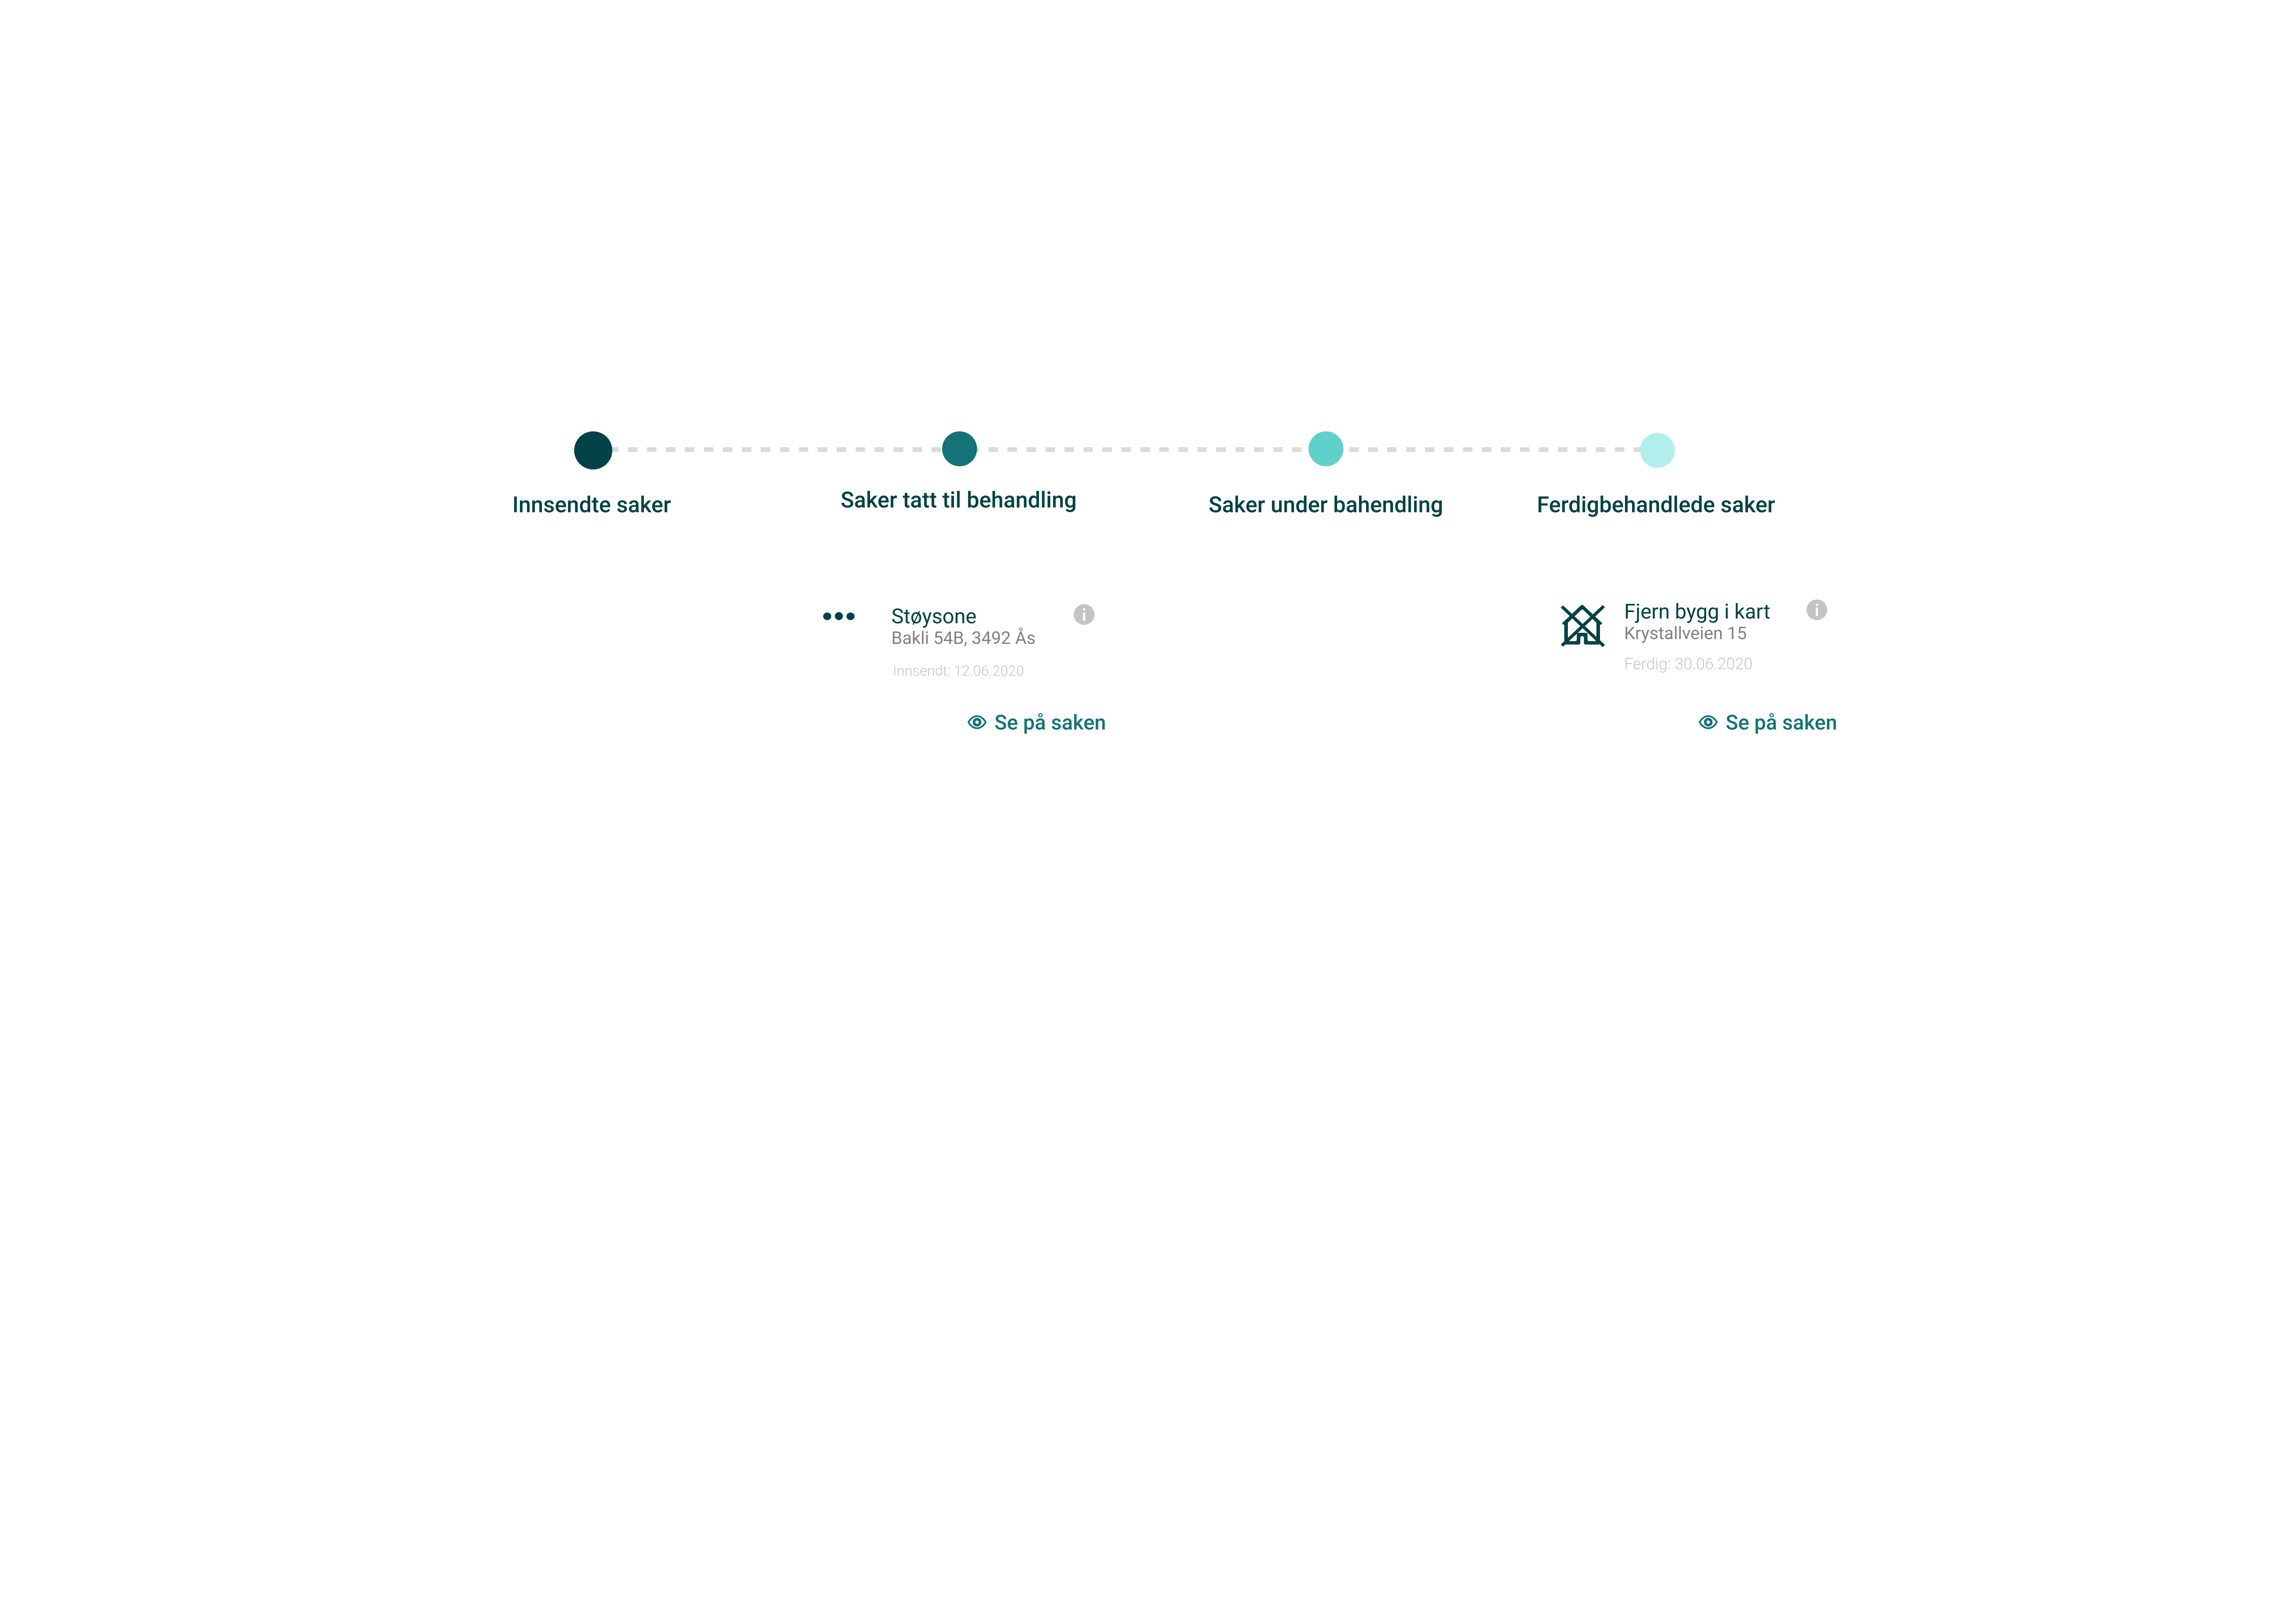 Innsendte saker
Saker tatt til behandling
Saker under bahendling
Ferdigbehandlede saker
Støysone
Bakli 54B, 3492 Ås
Innsendt: 12.06.2020
Se på saken
Fjern bygg i kart
Krystallveien 15
Ferdig: 30.06.2020
Se på saken